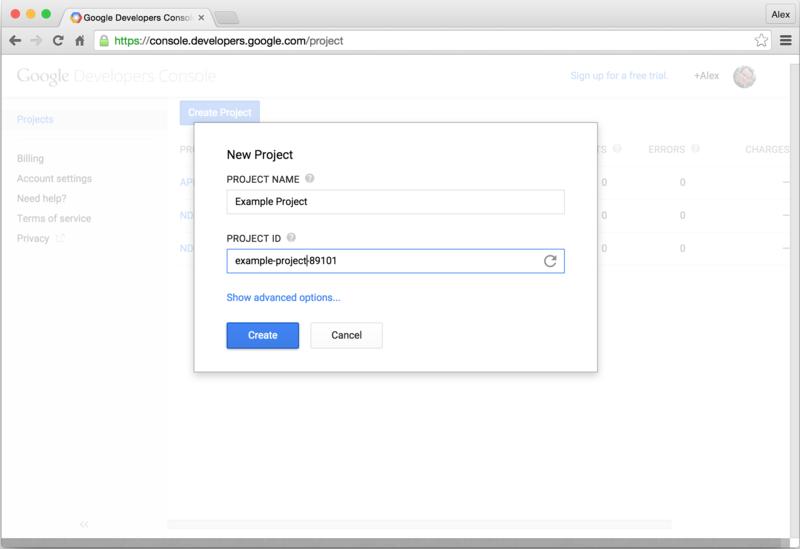 Google Developers Conso
Alex
https://console.developers.google.com/project
Google Developers Console
Sign up for a free trial.
+Alex
Projects
Create Project
Billing
Account settings
Need help?
Terms of service
Privacy
PRO
TS
ERRORS
CHARGES
API
0
0
–
ND
0
0
–
ND
0
0
–
New Project
PROJECT NAME
Example Project
PROJECT ID
example-project-89101
Show advanced options...
Create
Cancel